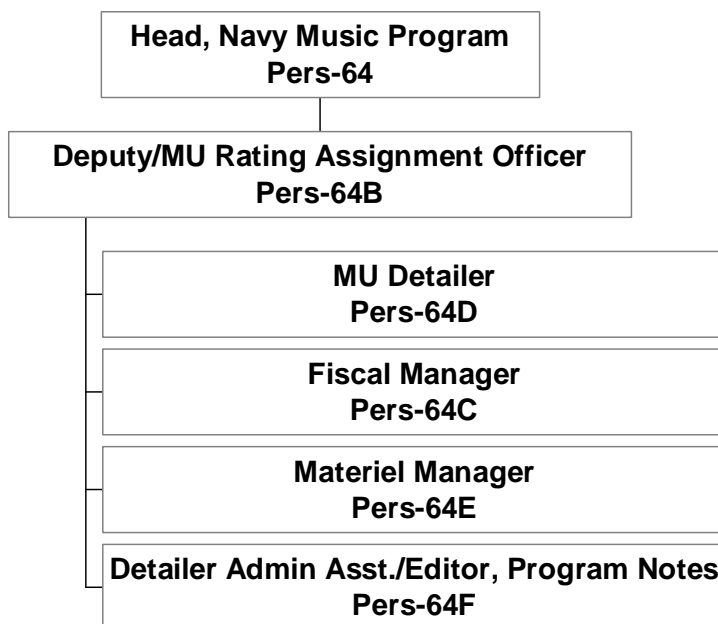 Head, Navy Music Program
Pers-64
Deputy/MU Rating Assignment Officer
Pers-64B
MU Detailer
Pers-64D
Fiscal Manager
Pers-64C
Materiel Manager
Pers-64E
Detailer Admin Asst./Editor, Program Notes
Pers-64F